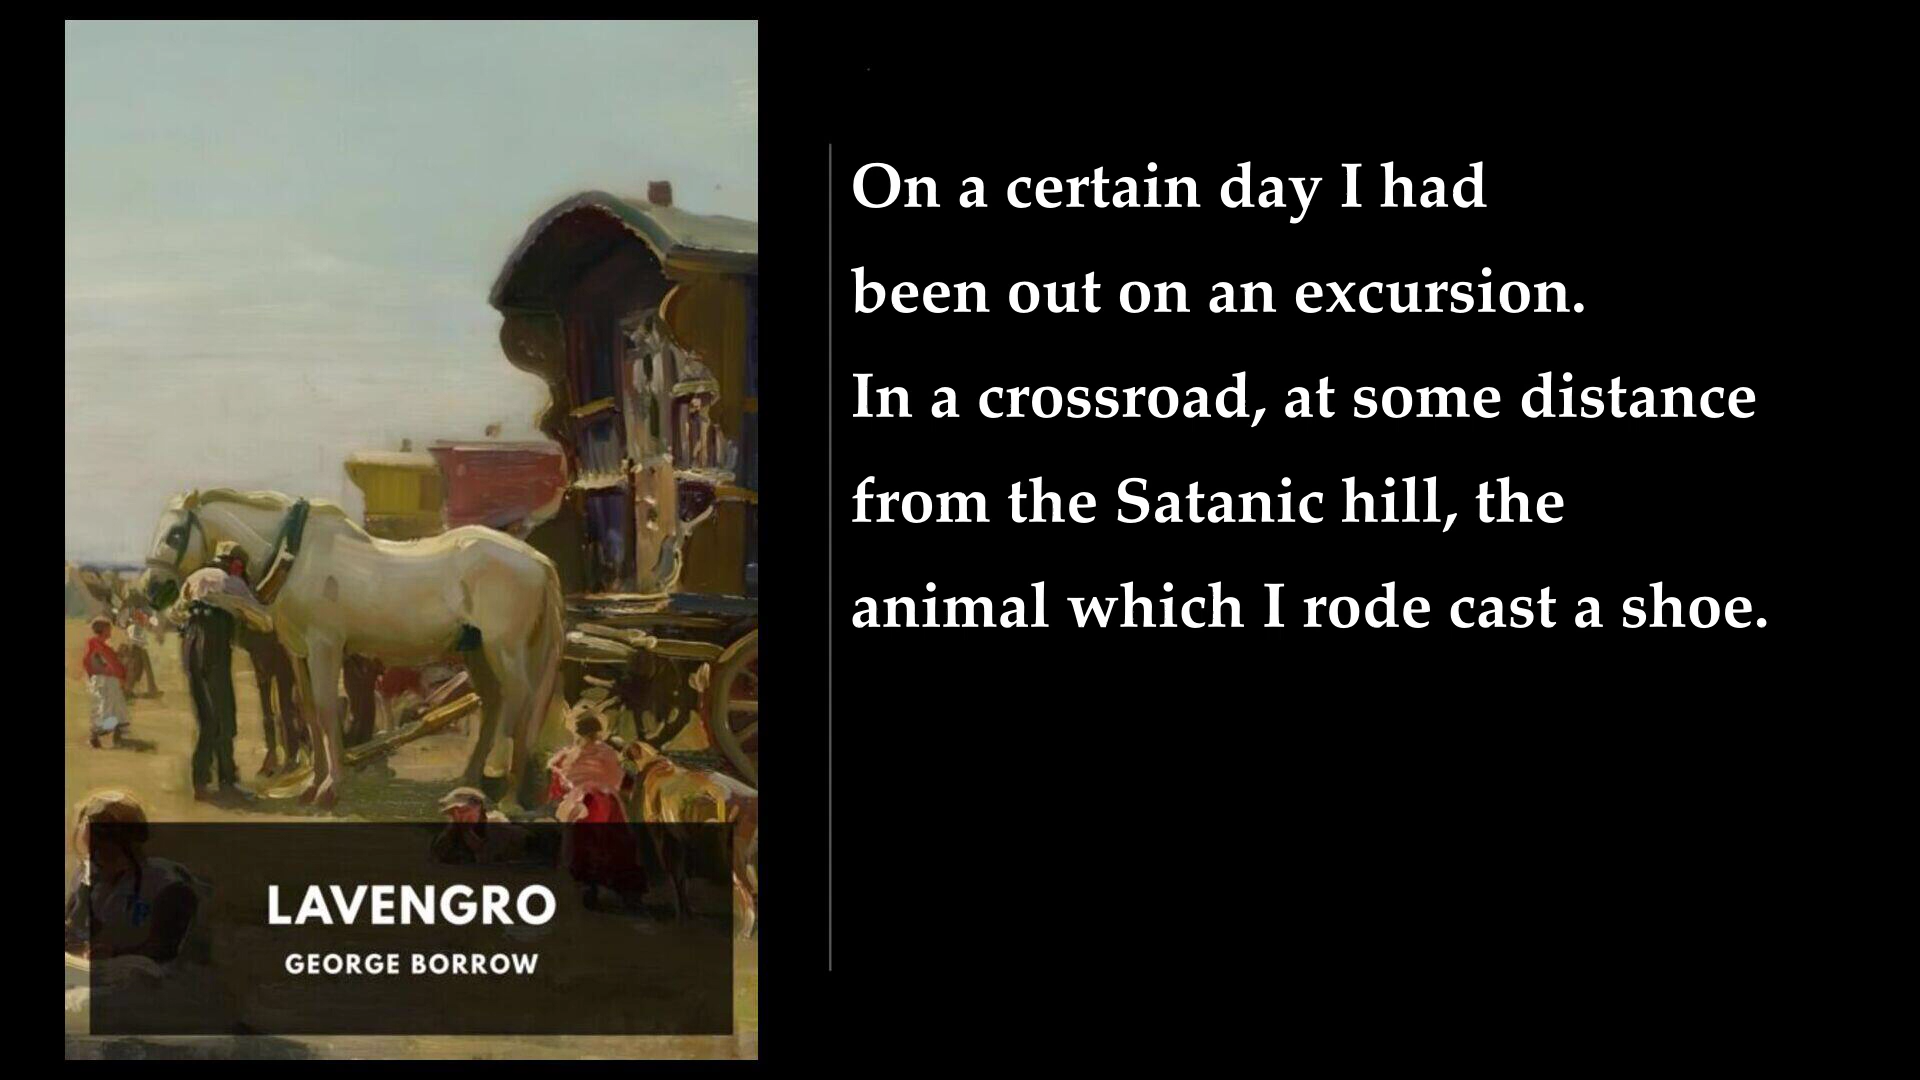 On a certain day I had
been out on an excursion.
In a crossroad, at some distance
from the Satanic hill, the
animal which I rode cast a shoe.
LAVENGRO
GEORGE BORROW